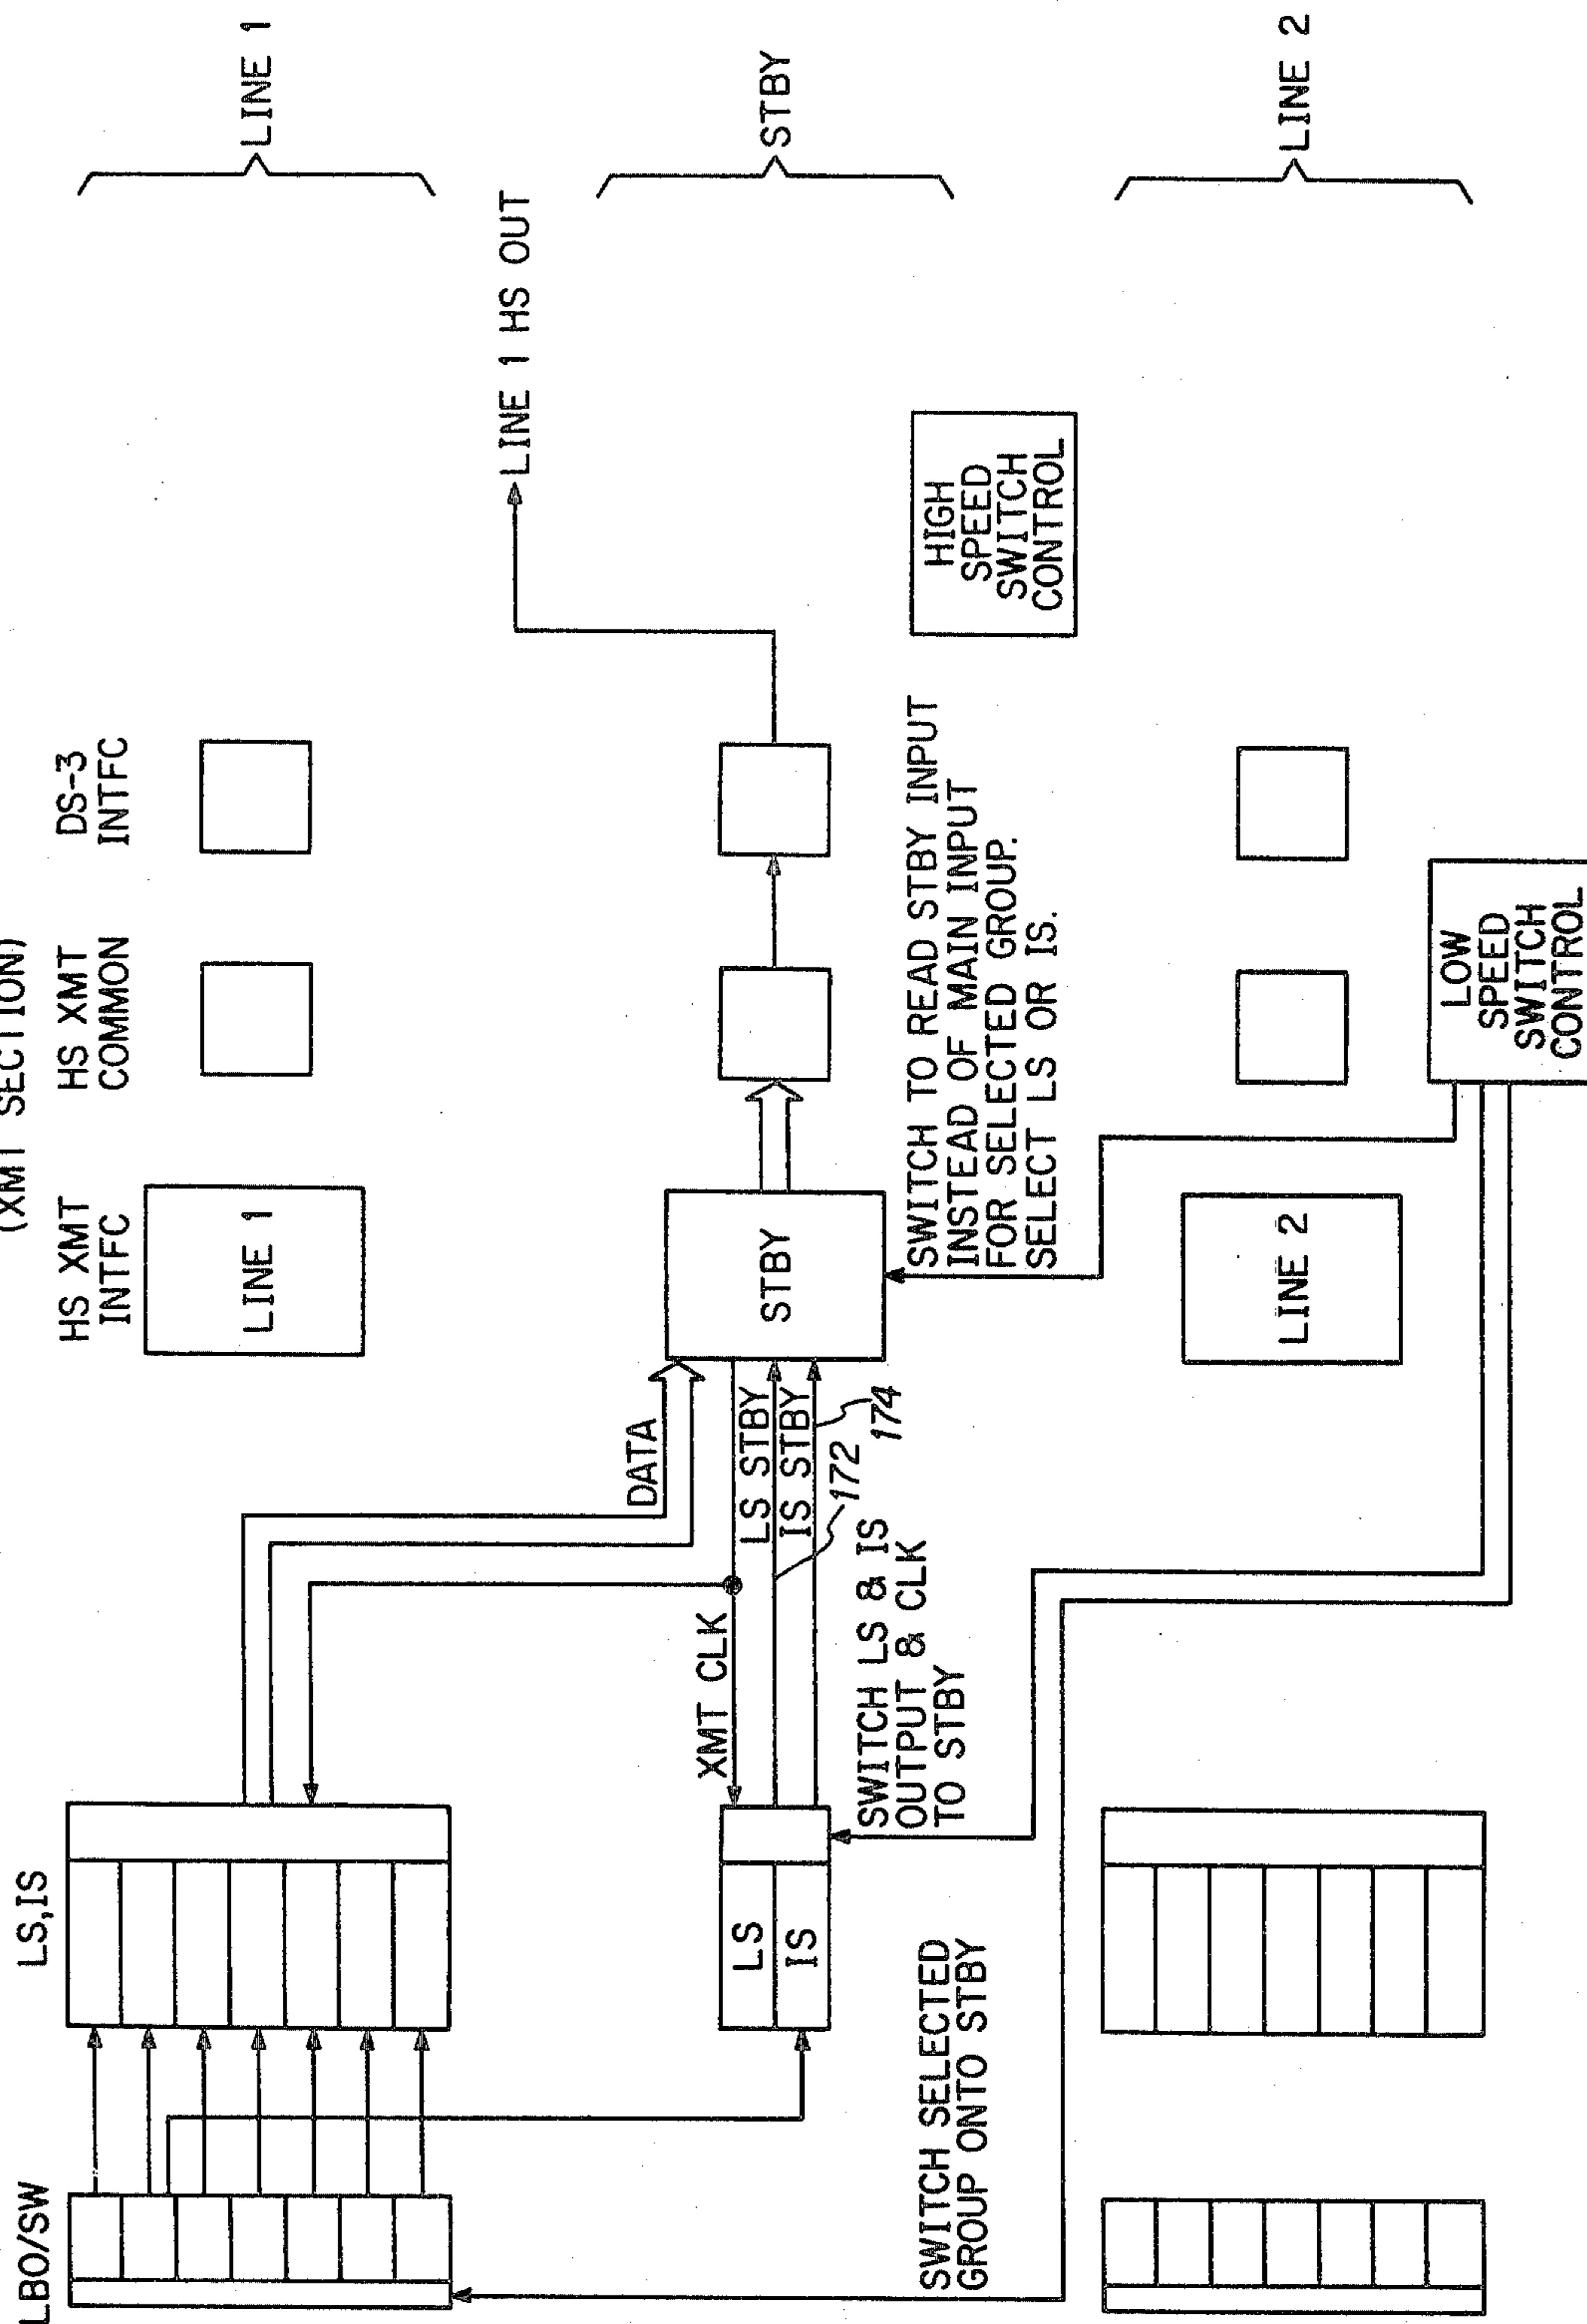 (XMT SECTION)
LBO/SW
LS,IS
HS XMT
INTFC
HS XMT
COMMON
DS-3
INTFC
LINE 1
LINE 1
DATA
LINE 1 HS OUT
XMT CLK
LS STBY
IS STBY
172
174
LS
IS
STBY
STBY
SWITCH LS & IS
OUTPUT & CLK
TO STBY
SWITCH TO READ STBY INPUT
INSTEAD OF MAIN INPUT
FOR SELECTED GROUP.
SELECT LS OR IS.
HIGH
SPEED
SWITCH
CONTROL
SWITCH SELECTED
GROUP ONTO STBY
LINE 2
LINE 2
LOW
SPEED
SWITCH
CONTROL